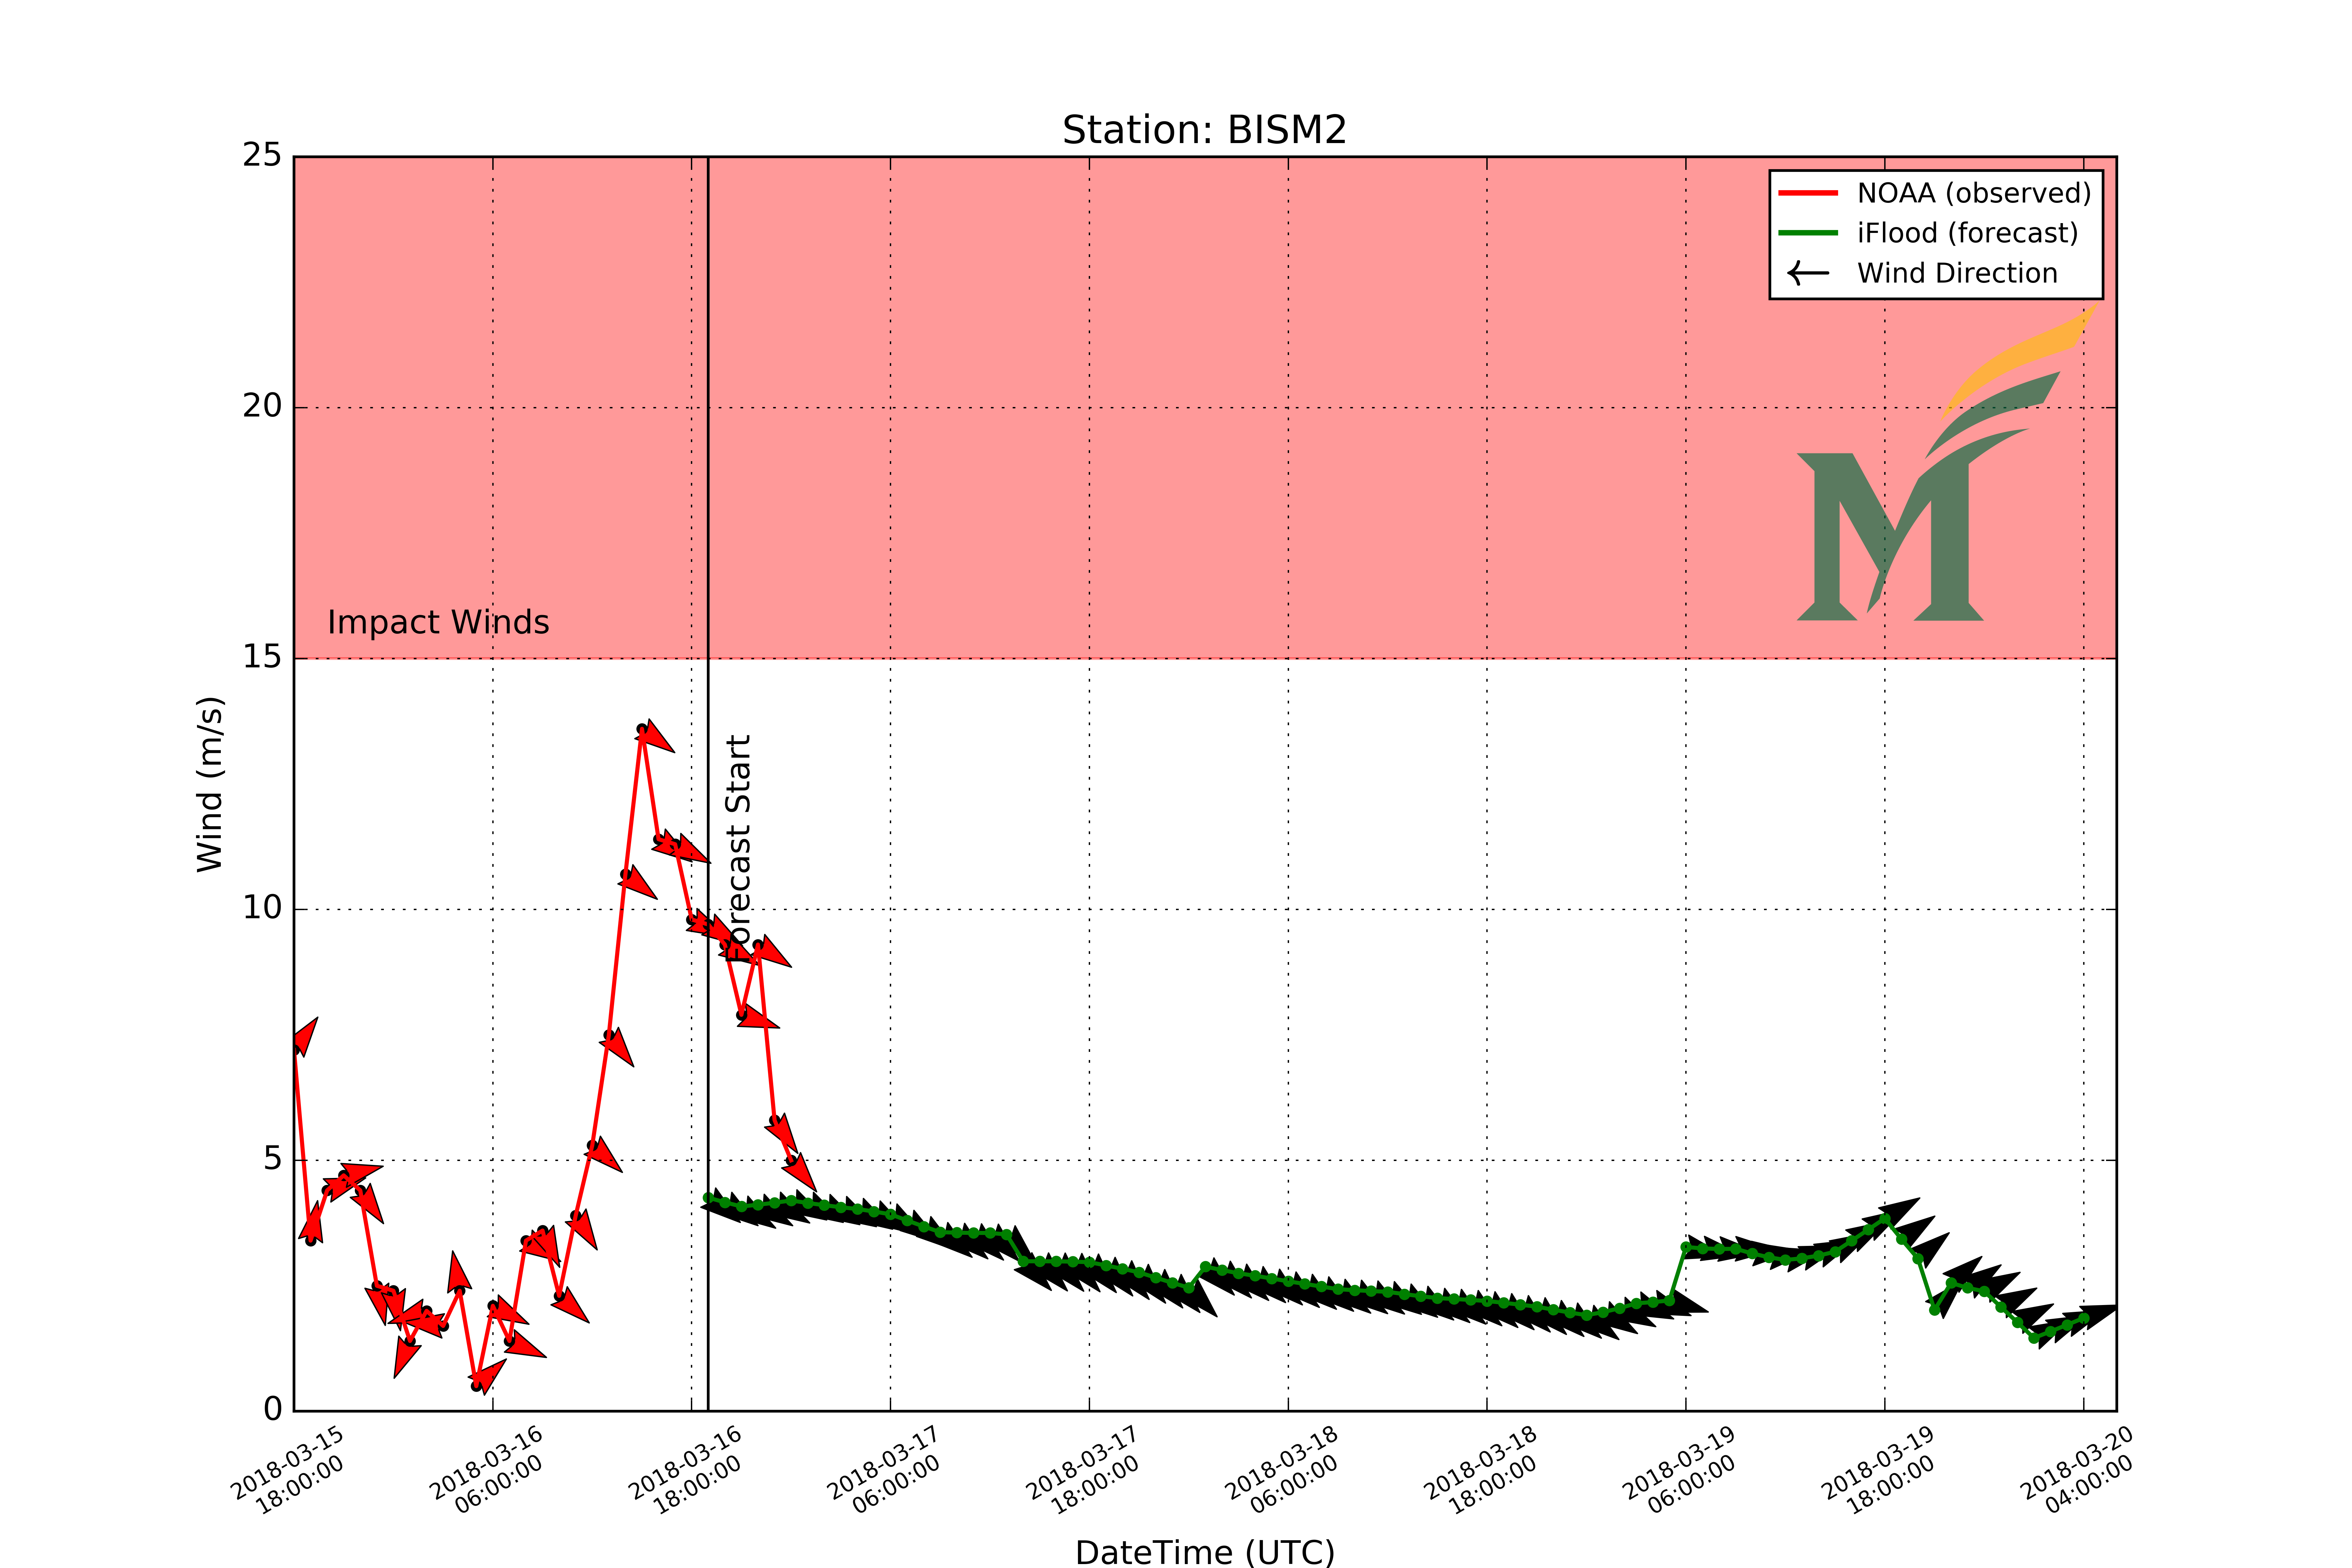 Station: BISM2
25
20
15
10
5
0
Wind (m/s)
NOAA (observed)
iFlood (forecast)
Wind Direction
Impact Winds
Forecast Start
M
2018-03-15
18:00:00
2018-03-16
06:00:00
2018-03-16
18:00:00
2018-03-17
06:00:00
2018-03-17
18:00:00
2018-03-18
06:00:00
2018-03-18
18:00:00
2018-03-19
06:00:00
2018-03-19
18:00:00
2018-03-20
04:00:00
DateTime (UTC)